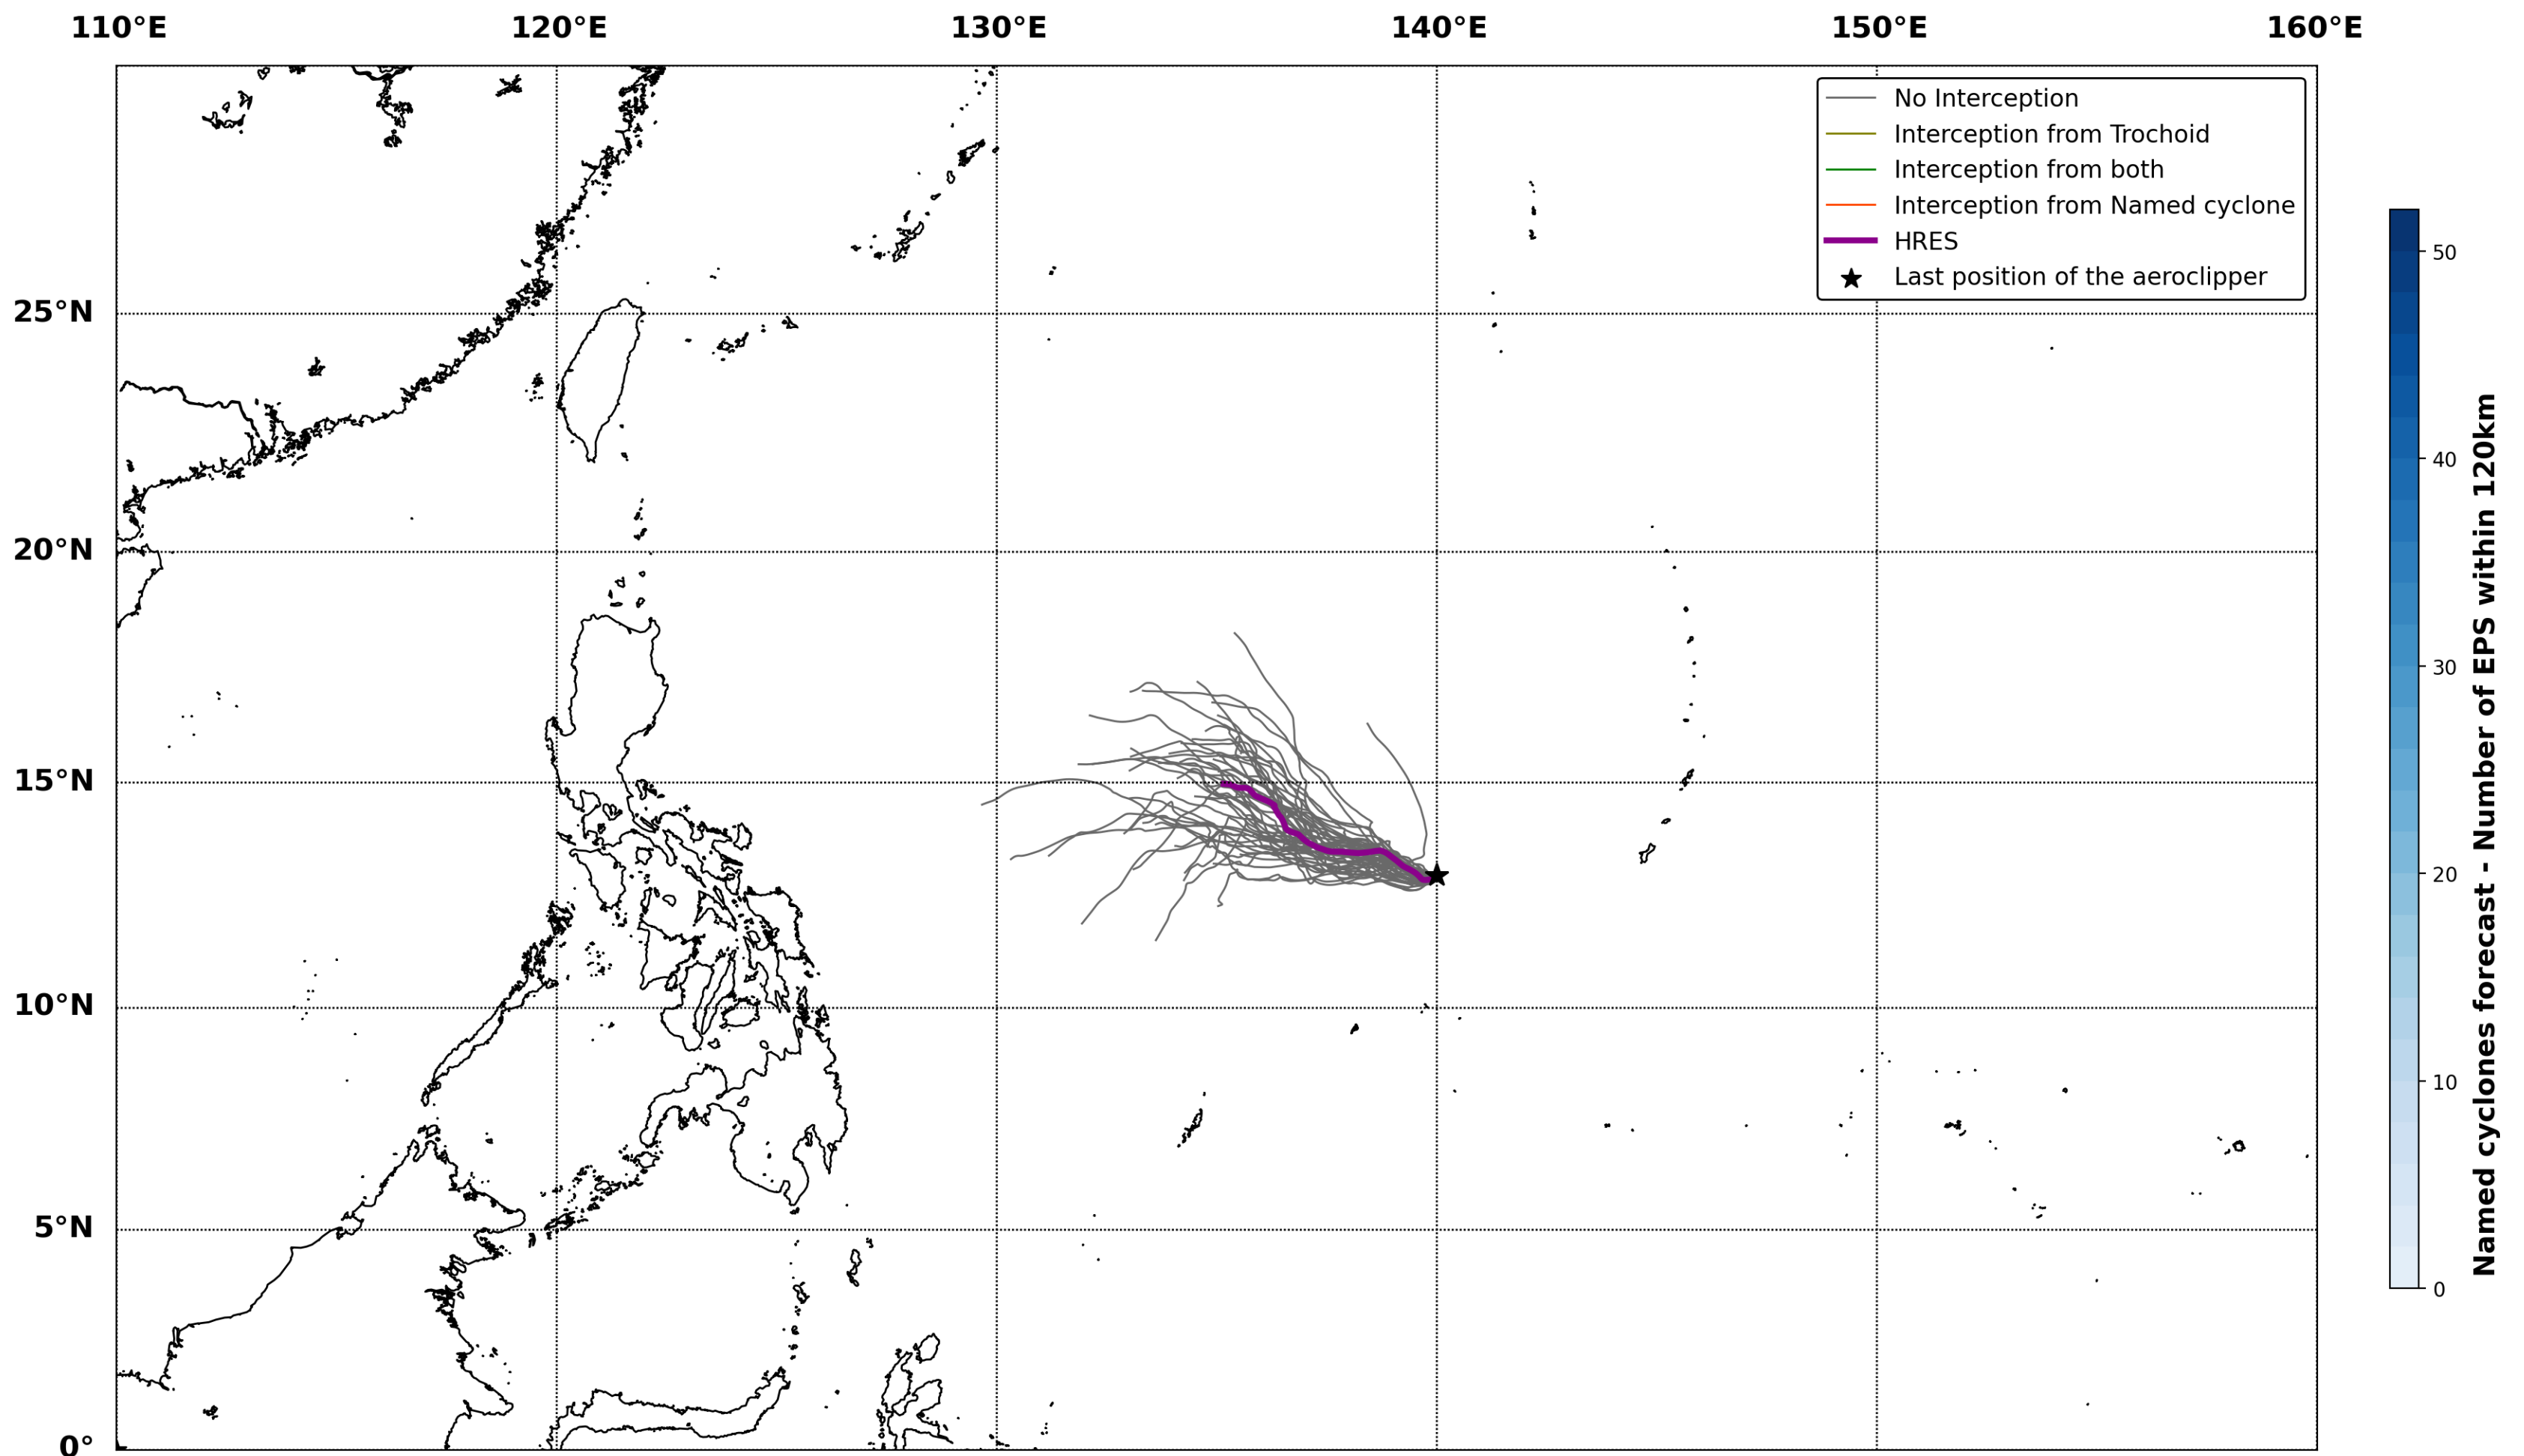 110°E 120°E 130°E 140°E 150°E 160°E
No Interception
Interception from Trochoid
Interception from both
Interception from Named cyclone
HRES
Last position of the aeroclipper
25°N
20°N
15°N
10°N
5°N
0°
50
40
30
20
10
0
Named cyclones forecast - Number of EPS within 120km